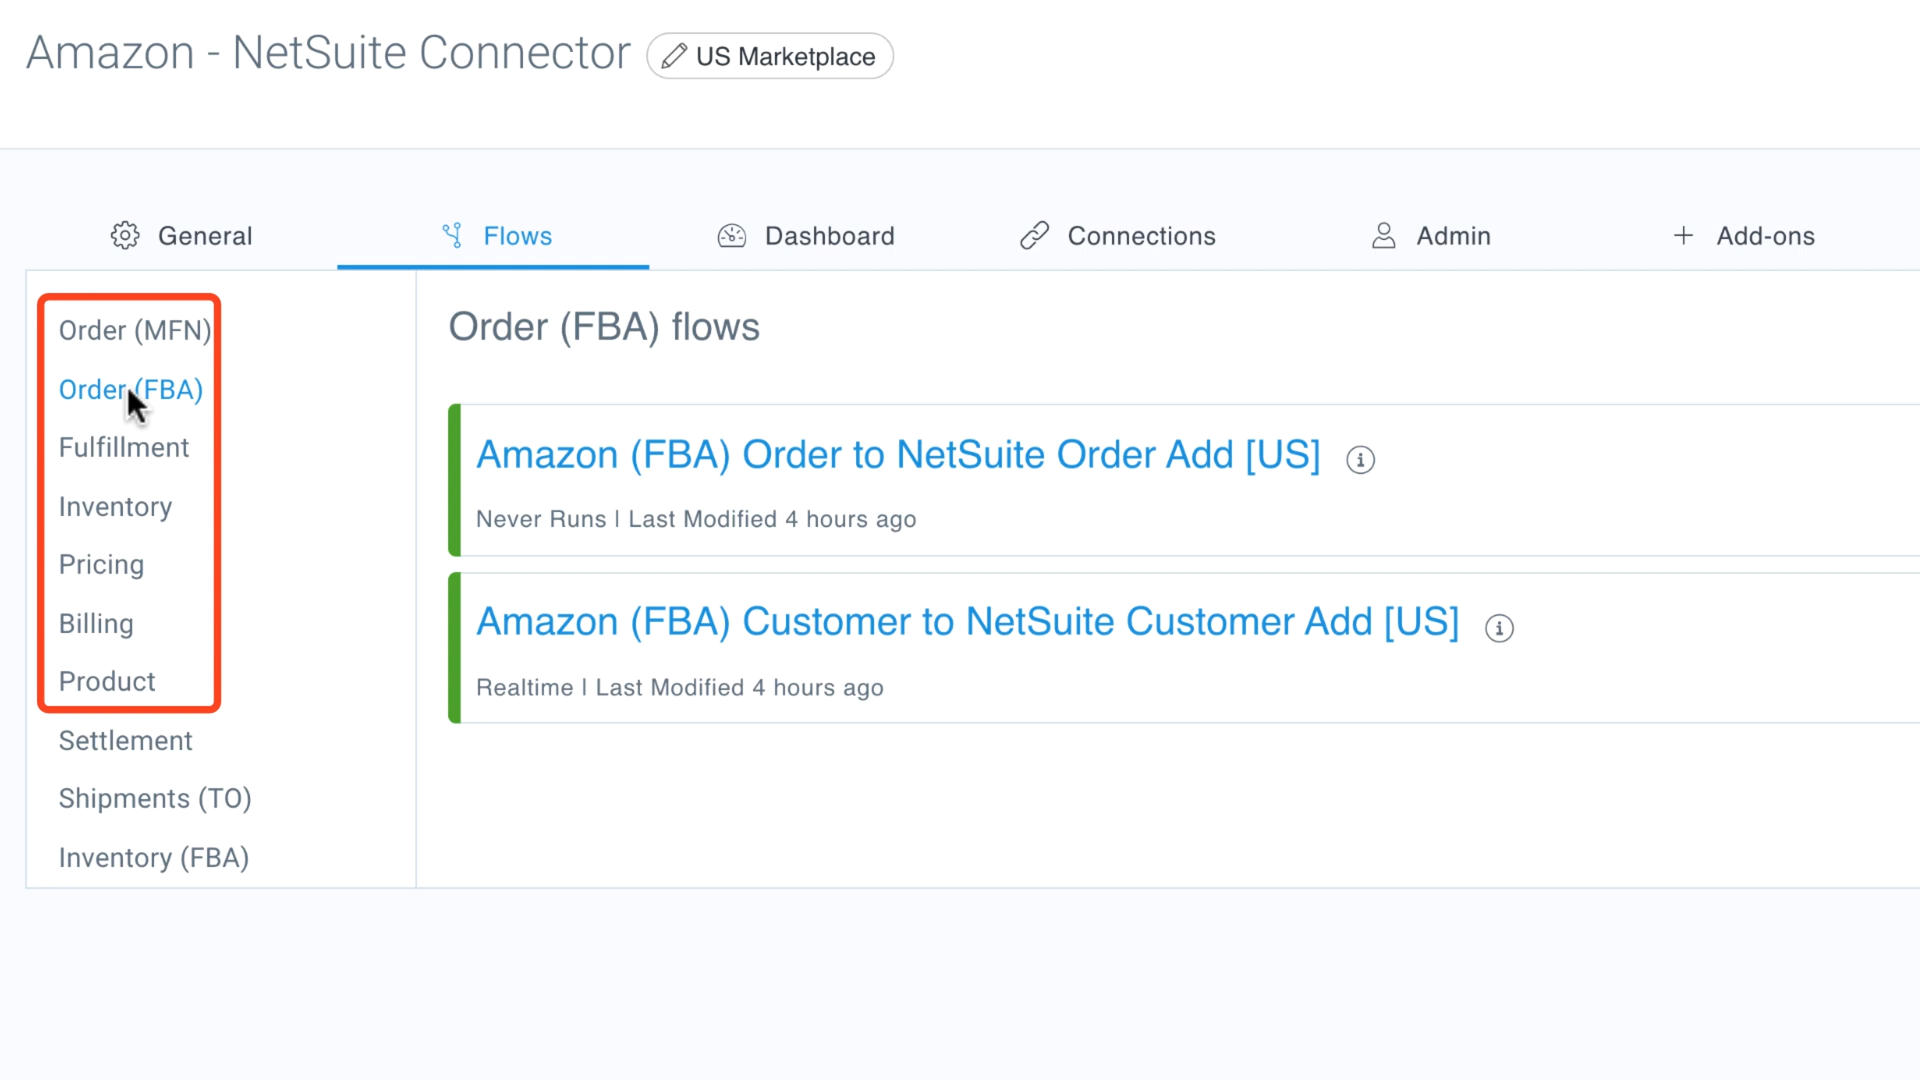 Amazon - NetSuite Connector
US Marketplace
General
Flows
Dashboard
Connections
Admin
Add-ons
Order (MFN)
Order (FBA)
Fulfillment
Inventory
Pricing
Billing
Product
Settlement
Shipments (TO)
Inventory (FBA)
Order (FBA) flows
Amazon (FBA) Order to NetSuite Order Add [US]
Never Runs | Last Modified 4 hours ago
Amazon (FBA) Customer to NetSuite Customer Add [US]
Realtime | Last Modified 4 hours ago